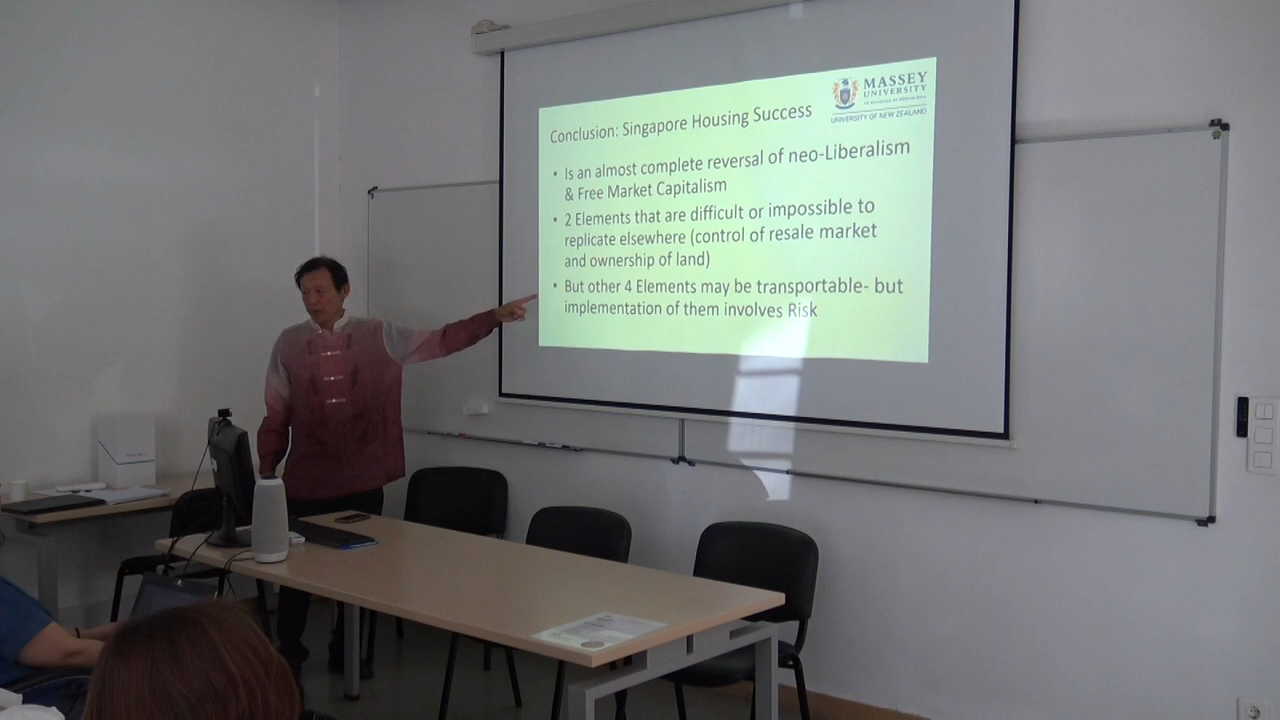 MASSEY
UNIVERSITY
UNIVERSITY OF NEW ZEALAND
Conclusion: Singapore Housing Success
• Is an almost complete reversal of neo-Liberalism
& Free Market Capitalism
• 2 Elements that are difficult or impossible to
replicate elsewhere (control of resale market
and ownership of land)
• But other 4 Elements may be transportable- but
implementation of them involves Risk